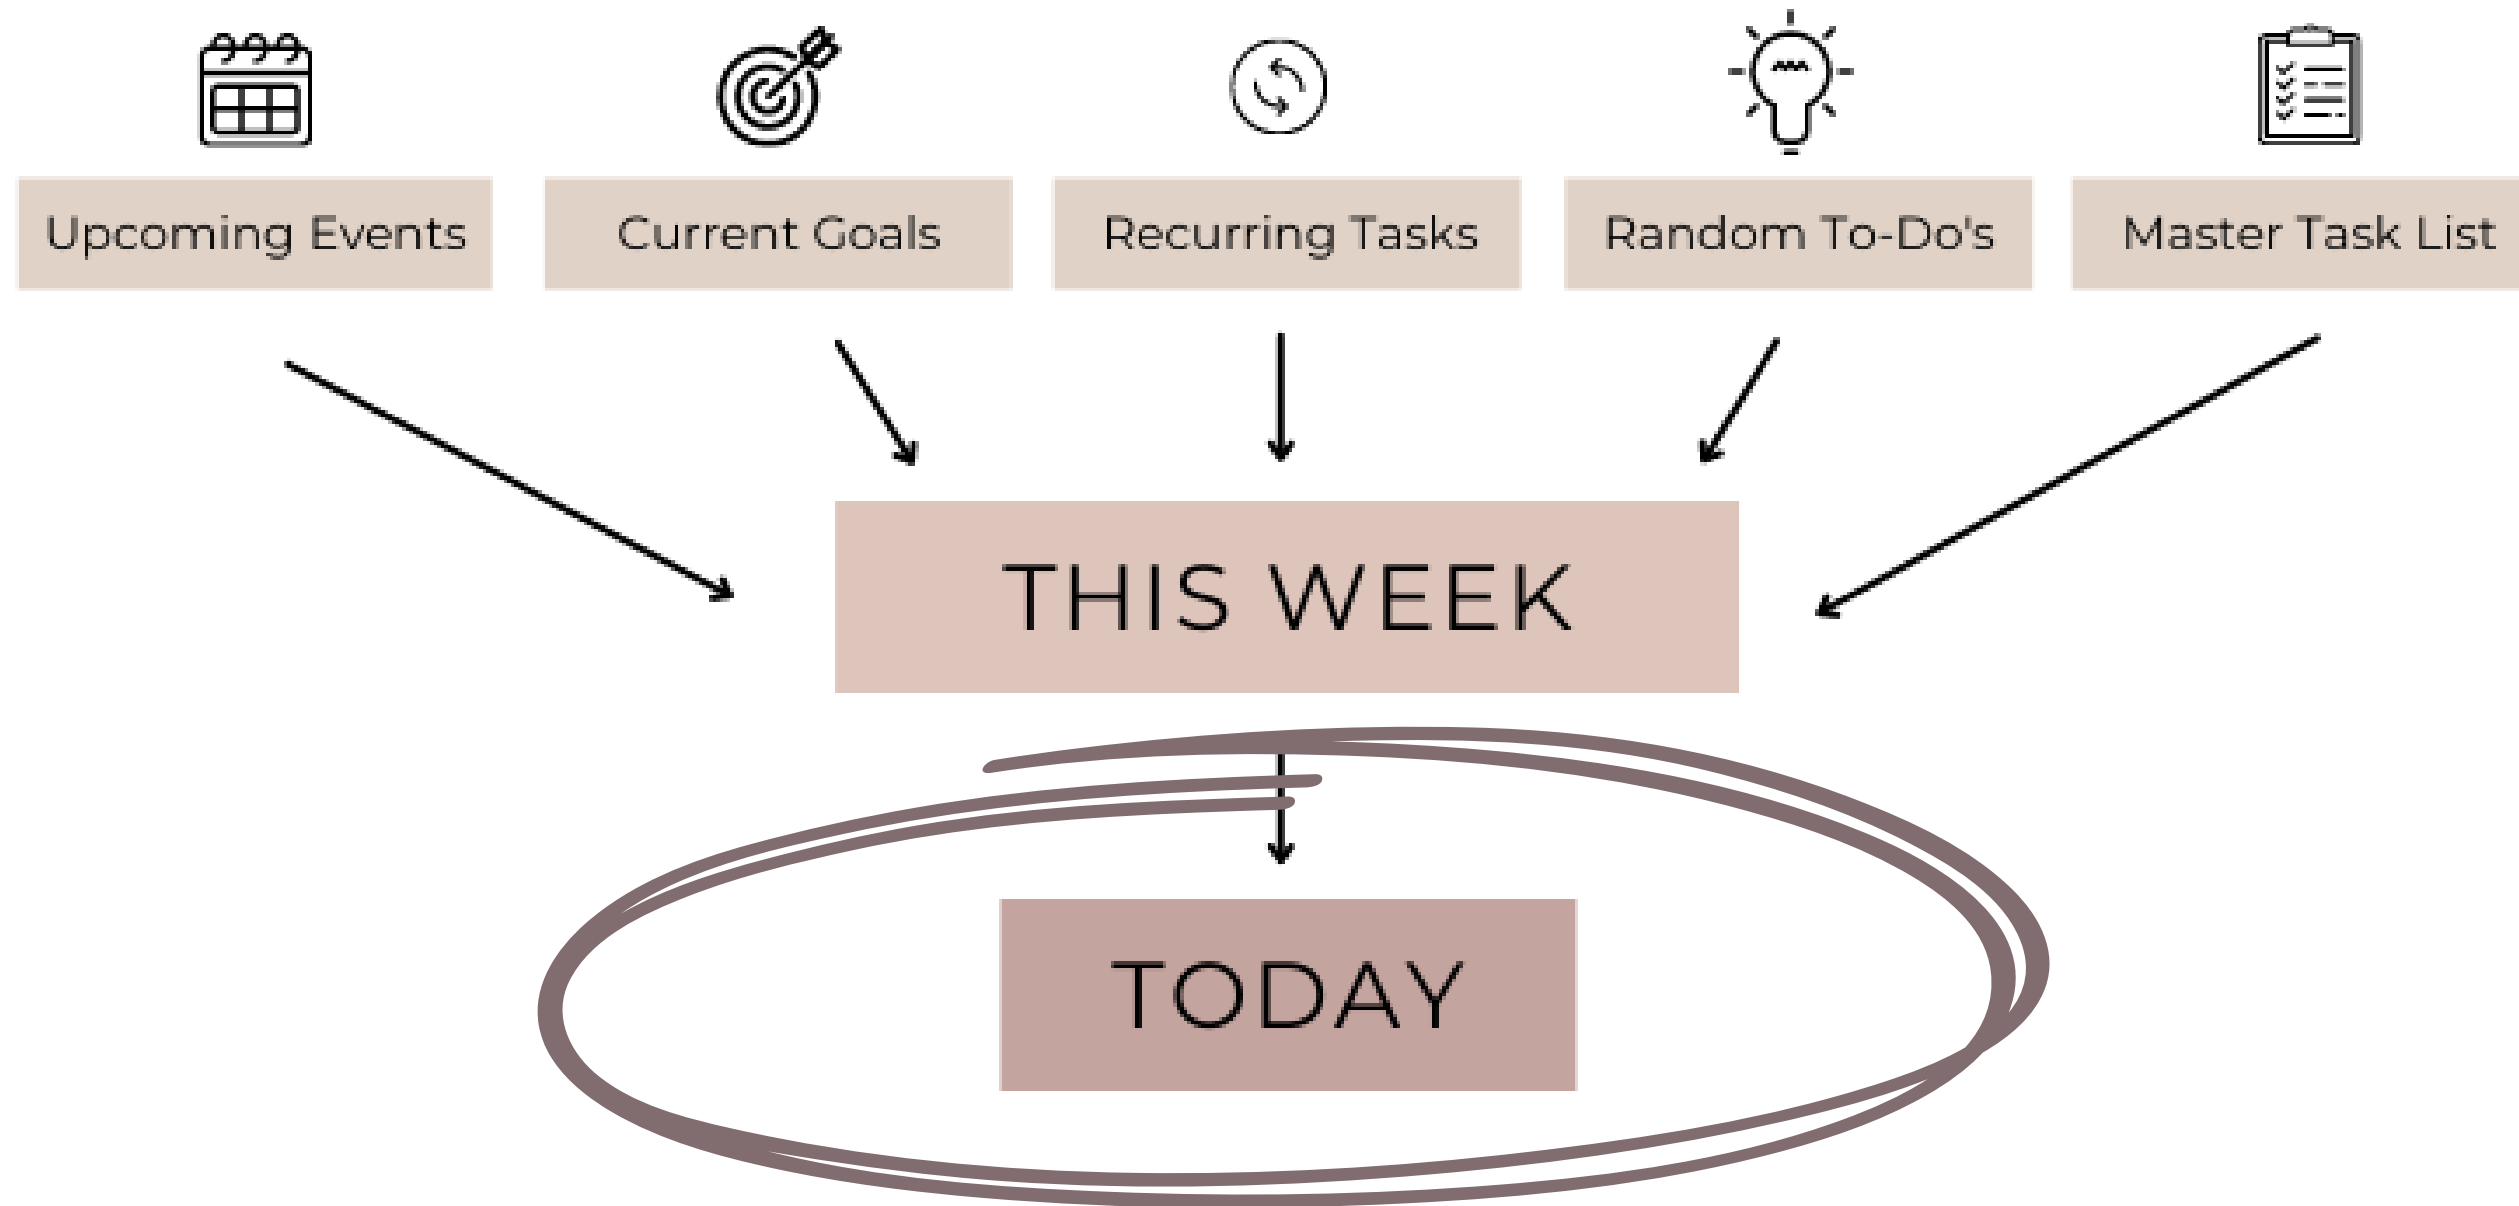 Upcoming Events
Current Goals
Recurring Tasks
Random To-Do's
Master Task List
THIS WEEK
TODAY